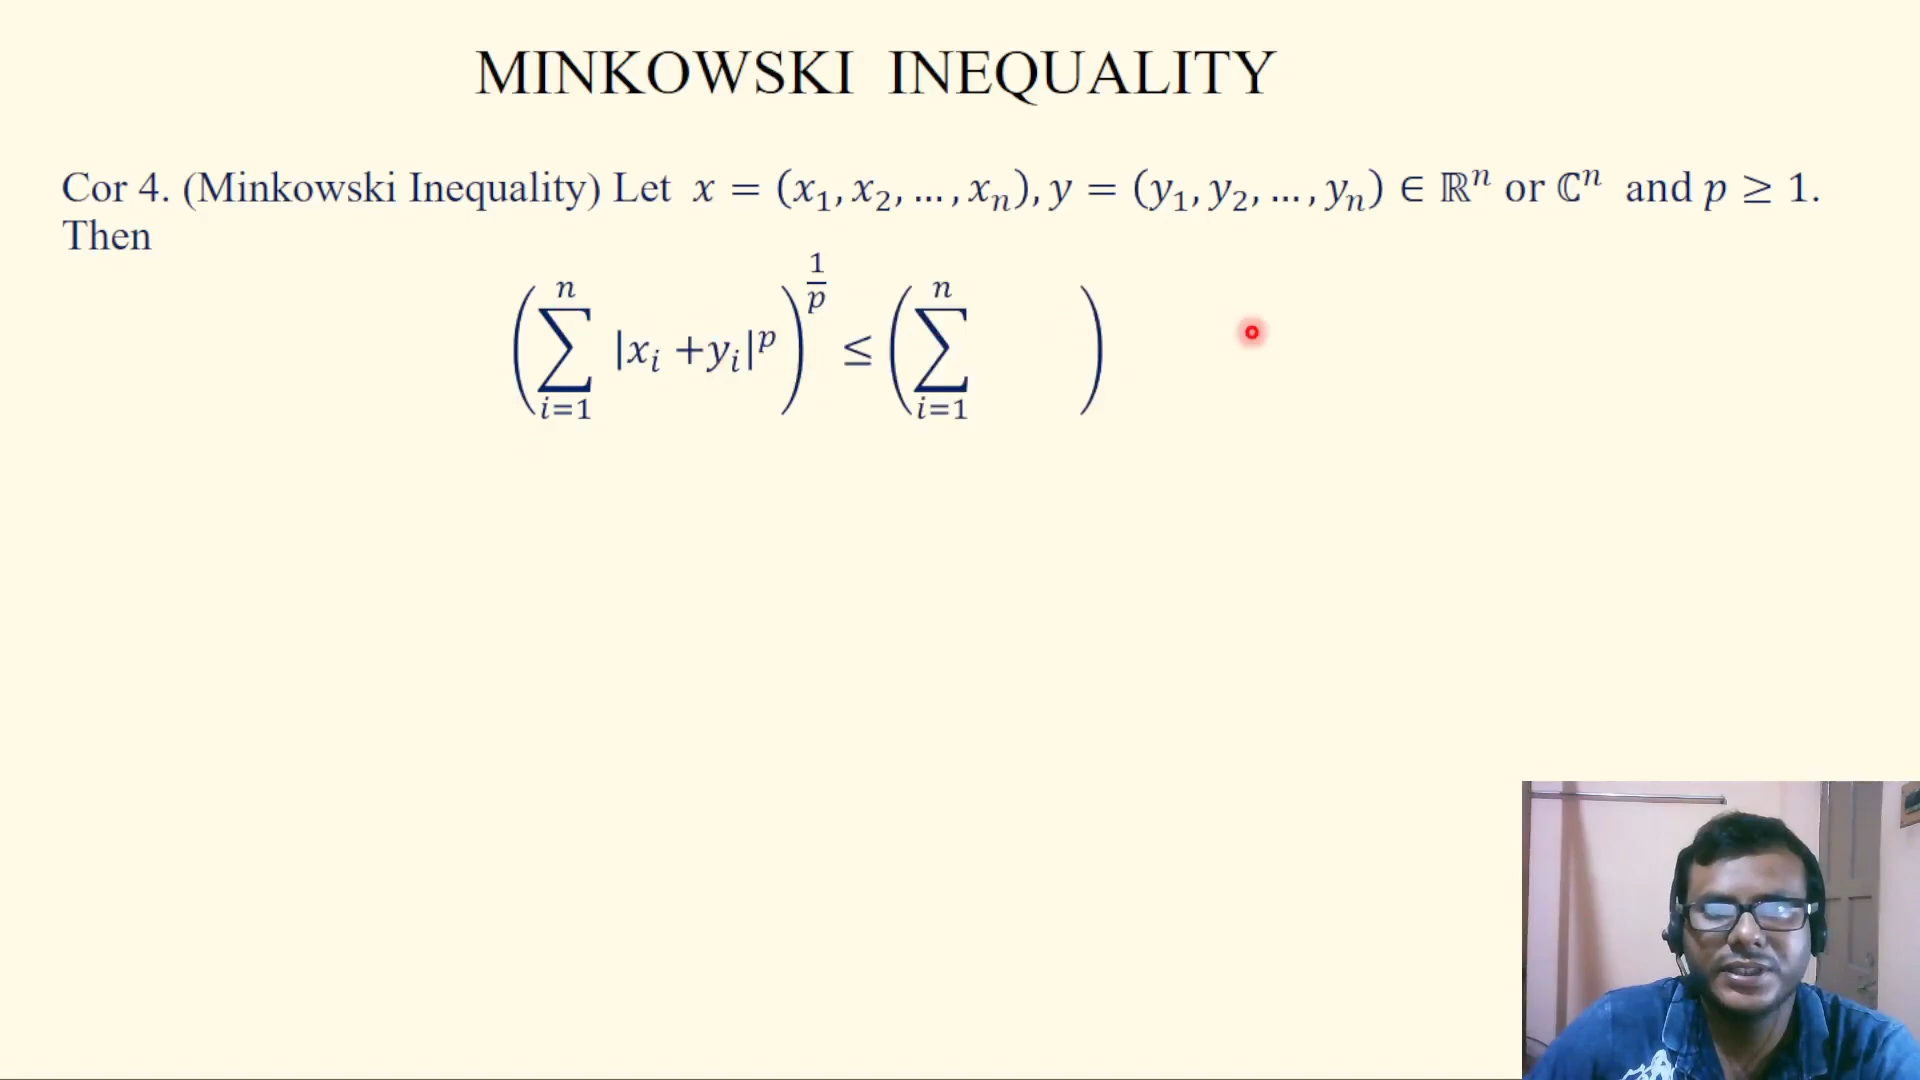 MINKOWSKI INEQUALITY
Cor 4. (Minkowski Inequality) Let x = (x₁, x₂, … , xₙ), y = (y₁, y₂, … , yₙ) ∈ ℝⁿ or ℂⁿ and p ≥ 1.
Then
(∑ᵢ₌₁ⁿ |xᵢ +yᵢ|ᵖ)^(1/p) ≤ (∑ᵢ₌₁ⁿ )